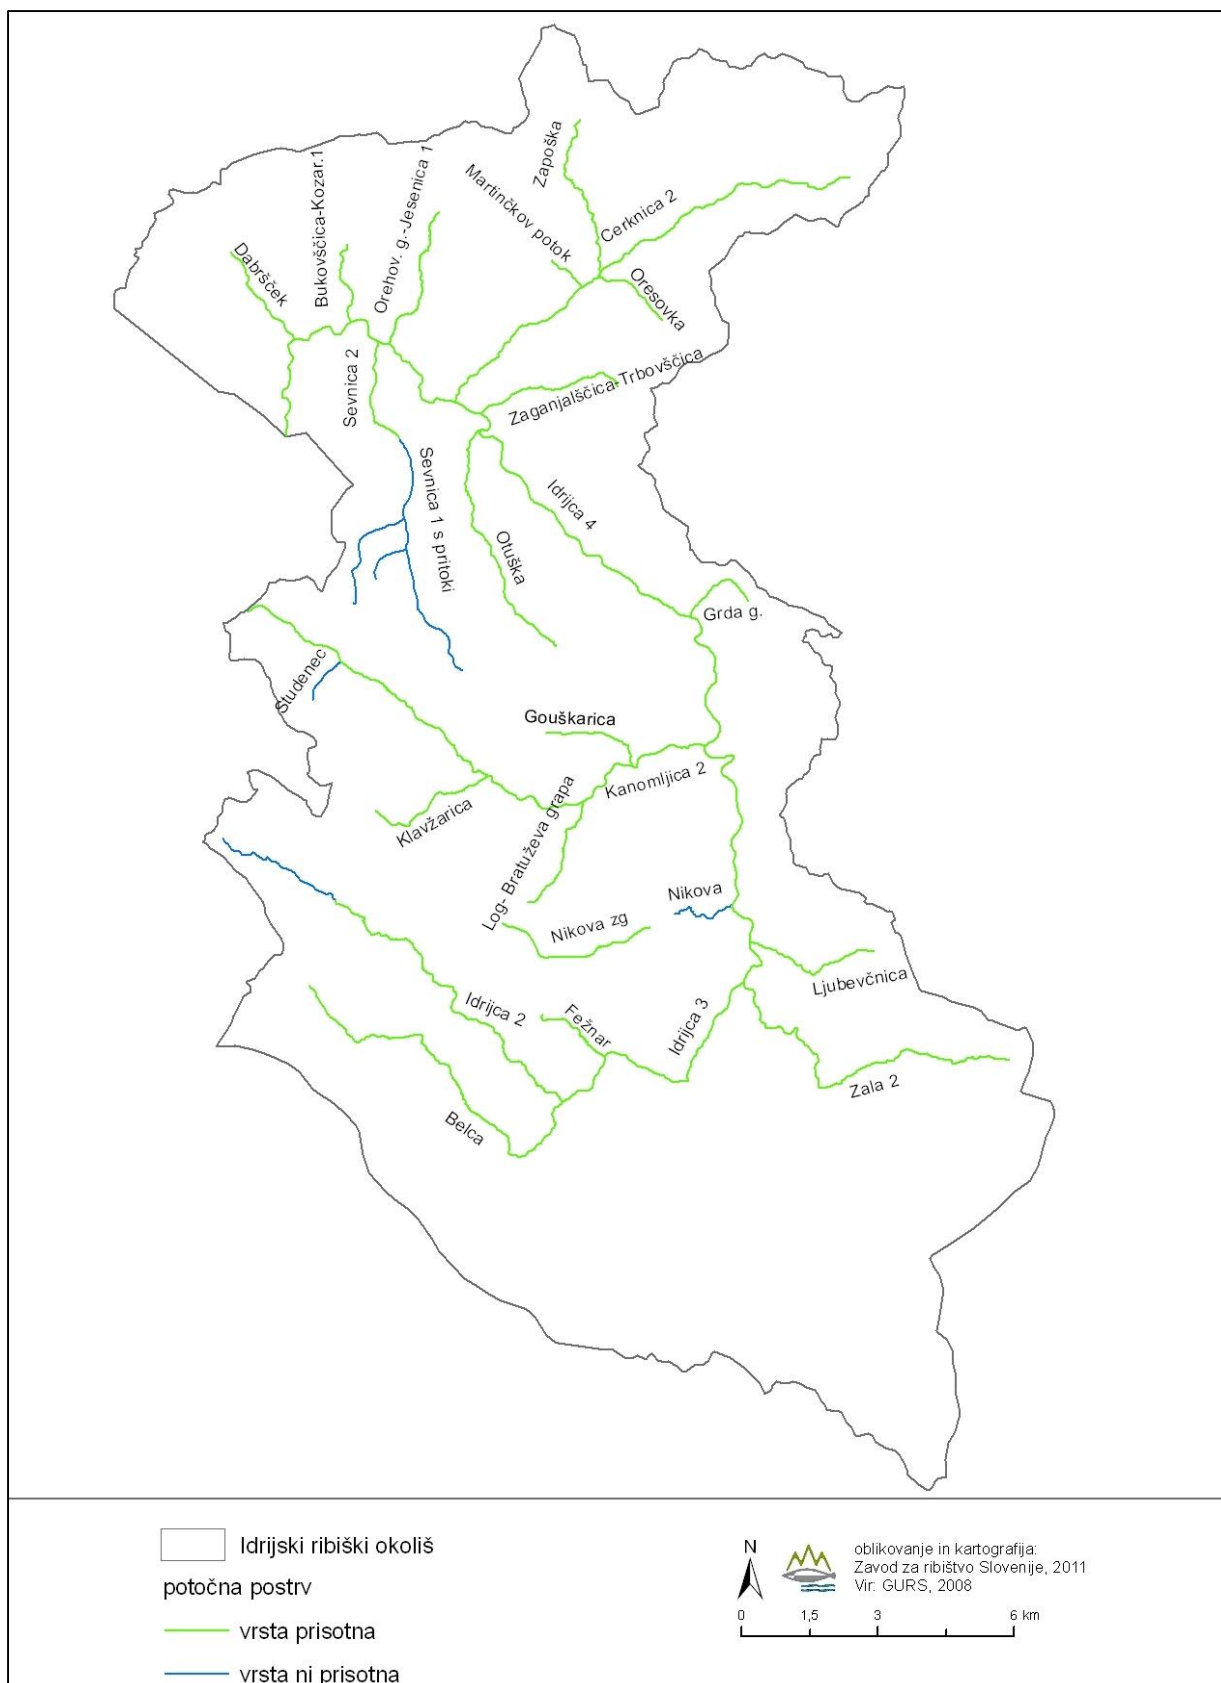 Zapoška
Martinčkov potok
Cerknica 2
Bukovščica-Kozar.1
Orehov. g.-Jesenica 1
Dabršček
Oresovka
Sevnica 2
Zaganjalščica-Trbovščica
Sevnica 1 s pritoki
Idrijca 4
Otuška
Grda g.
Studenec
Gouškarica
Kanomljica 2
Klavžarica
Log- Bratuževa grapa
Nikova
Nikova zg
Ljubevčnica
Idrijca 2
Fežnar
Idrijca 3
Zala 2
Belca
Idrijski ribiški okoliš
potočna postrv
vrsta prisotna
vrsta ni prisotna
N
oblikovanje in kartografija:
Zavod za ribištvo Slovenije, 2011
Vir: GURS, 2008
0 1,5 3 6 km